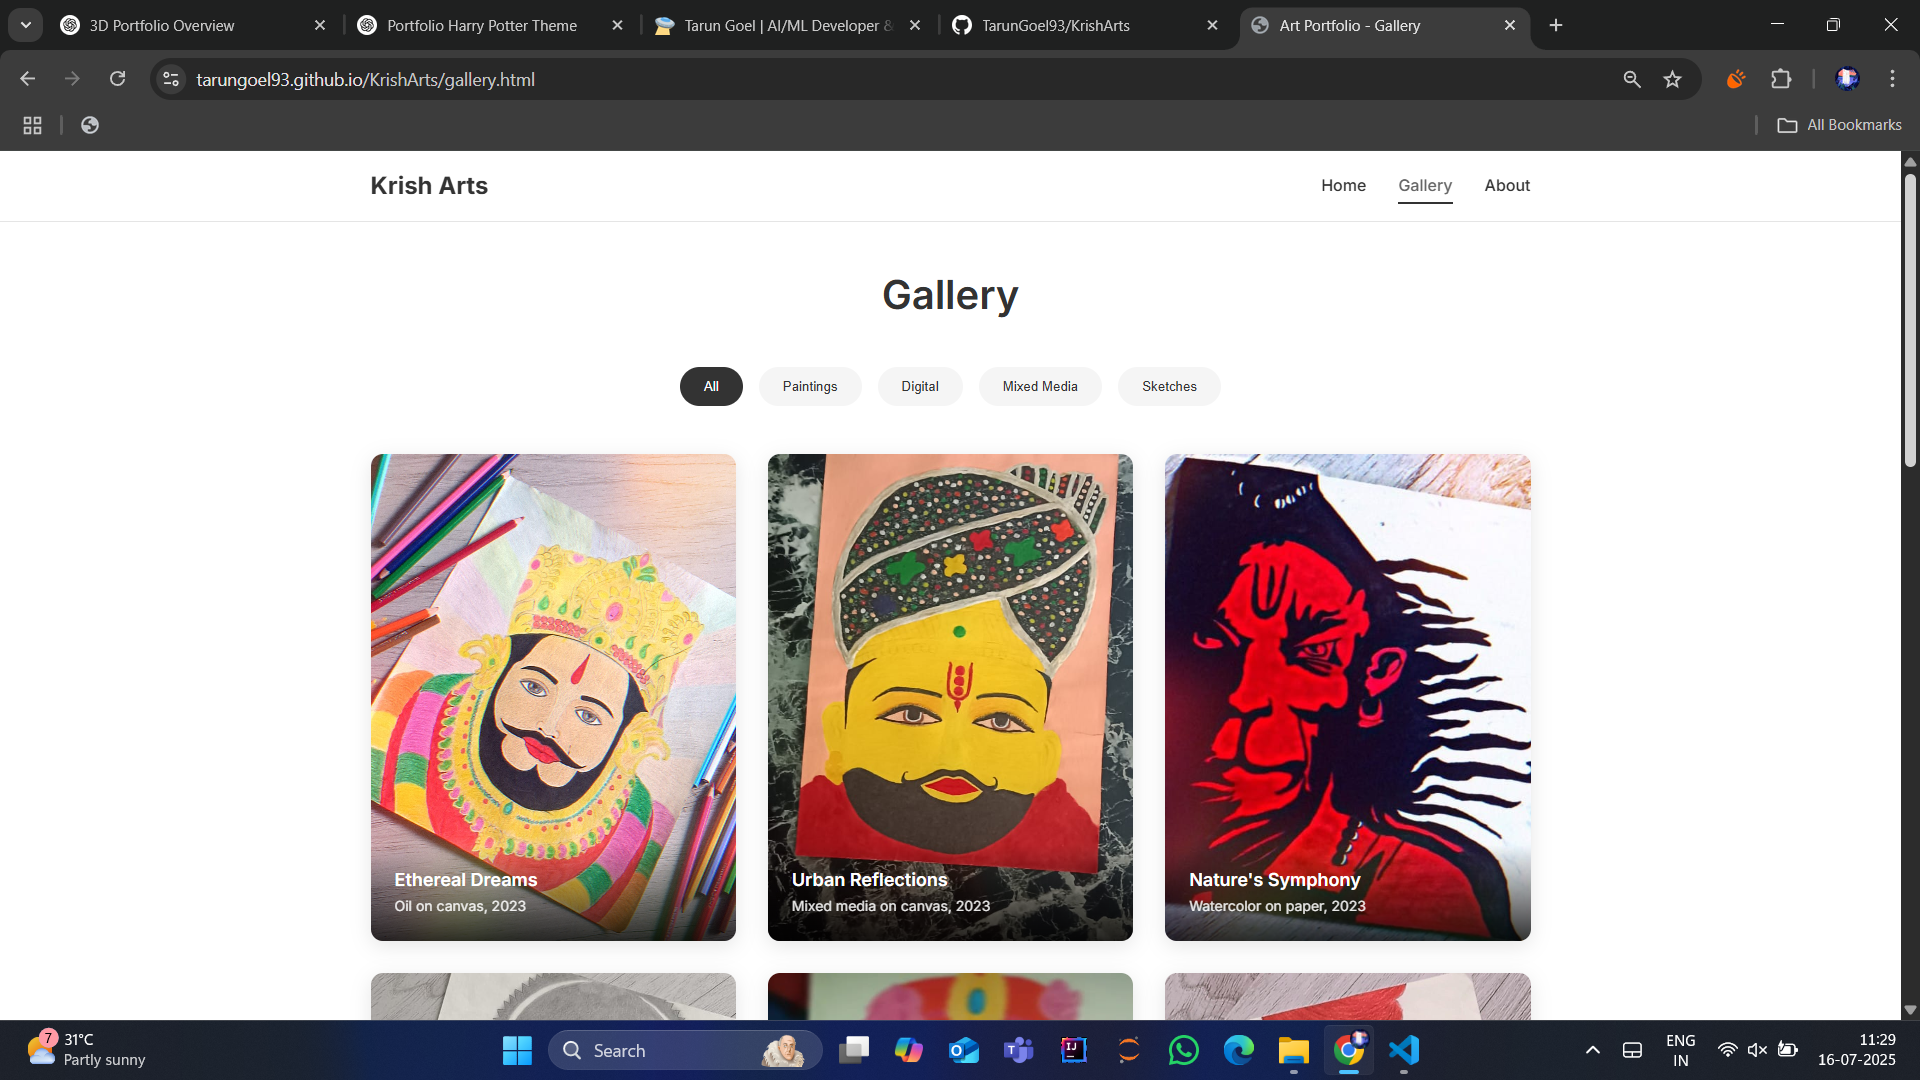 3D Portfolio Overview
Portfolio Harry Potter Theme
Tarun Goel | AI/ML Developer &
TarunGoel93/KrishArts
Art Portfolio - Gallery
tarungoel93.github.io/KrishArts/gallery.html
All Bookmarks
Krish Arts
Home
Gallery
About
Gallery
All
Paintings
Digital
Mixed Media
Sketches
Ethereal Dreams
Oil on canvas, 2023
Urban Reflections
Mixed media on canvas, 2023
Nature's Symphony
Watercolor on paper, 2023
7
31°C
Partly sunny
Search
ENG
IN
11:29
16-07-2025